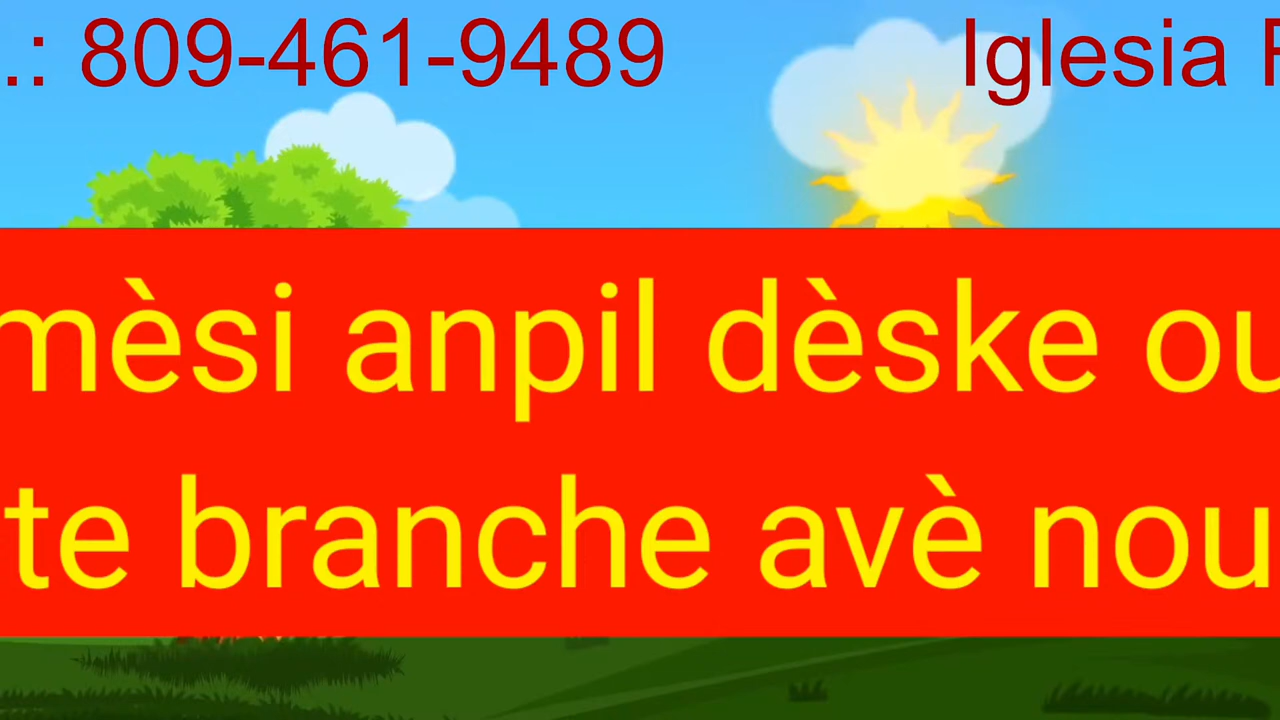 .: 809-461-9489 Iglesia
mèsi anpil dèske ou
te branche avè nou